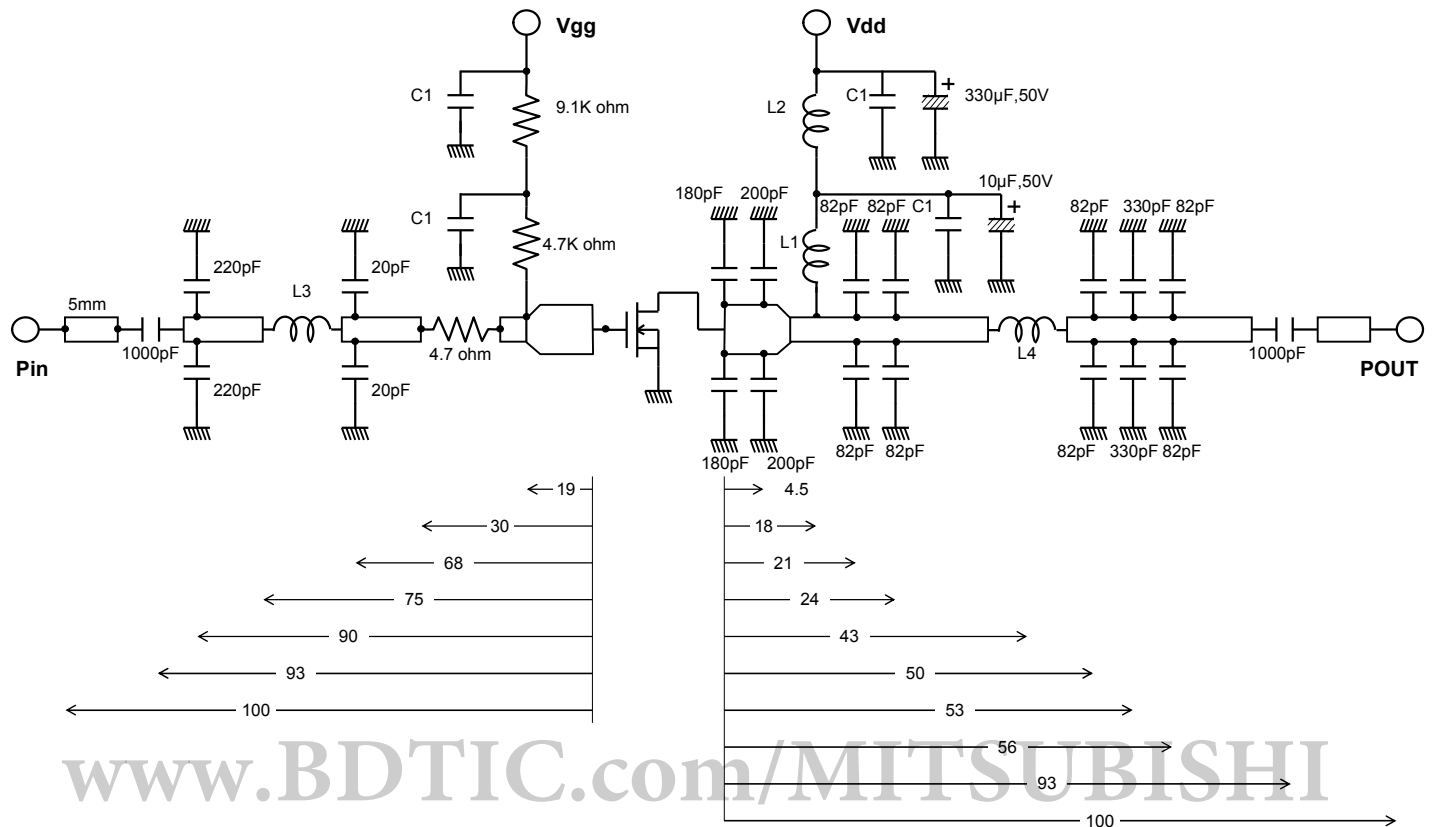 Vgg
Vdd
C1
9.1K ohm
L2
C1
+
330µF,50V
C1
4.7K ohm
180pF
200pF
L1
82pF
82pF
C1
10µF,50V
+
82pF
330pF
82pF
220pF
20pF
5mm
L3
1000pF
4.7 ohm
L4
1000pF
Pin
POUT
220pF
20pF
180pF
200pF
82pF
82pF
82pF
330pF
82pF
19
4.5
30
18
68
21
75
24
90
43
93
50
100
53
56
93
100
www.BDTIC.com/MITSUBISHI